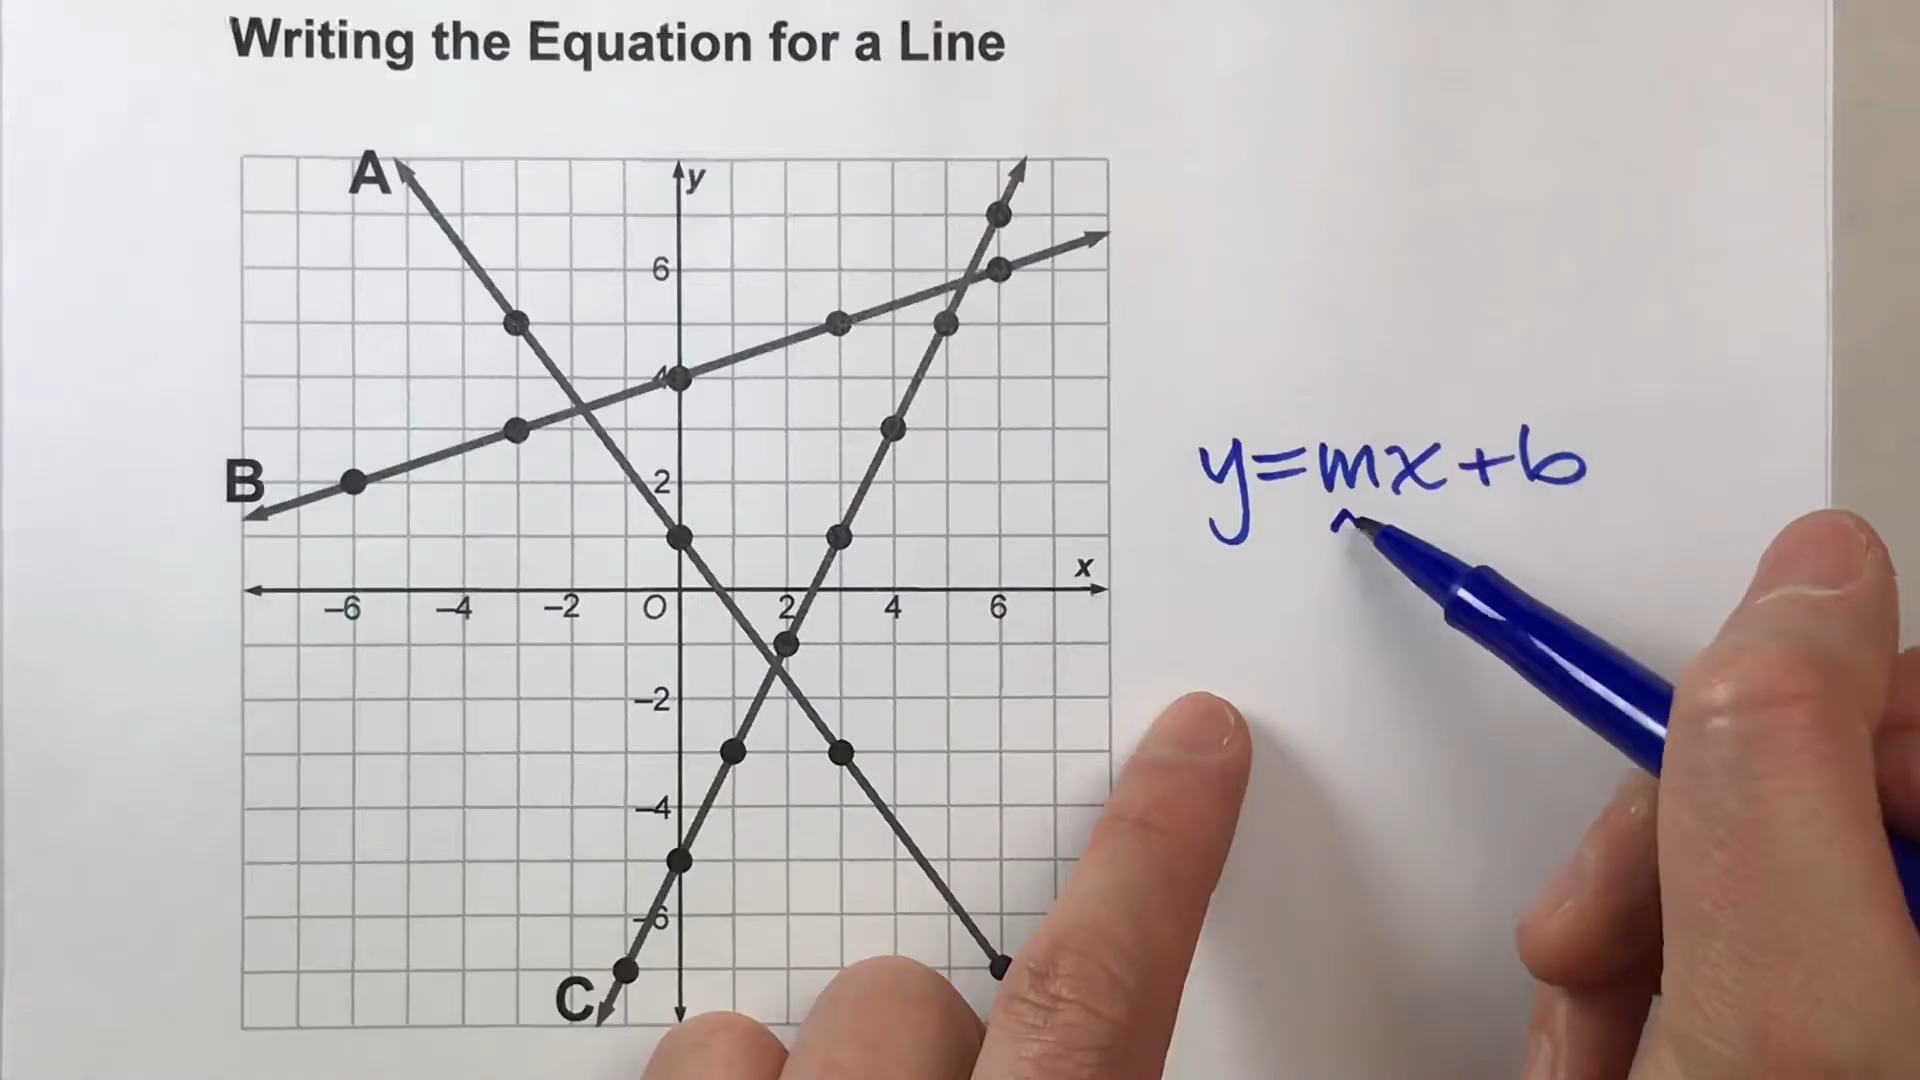 Writing the Equation for a Line
A
y
6
4
B
2
y=mx+b
x
–6 –4 –2 O 2 4 6
–2
–4
–6
C